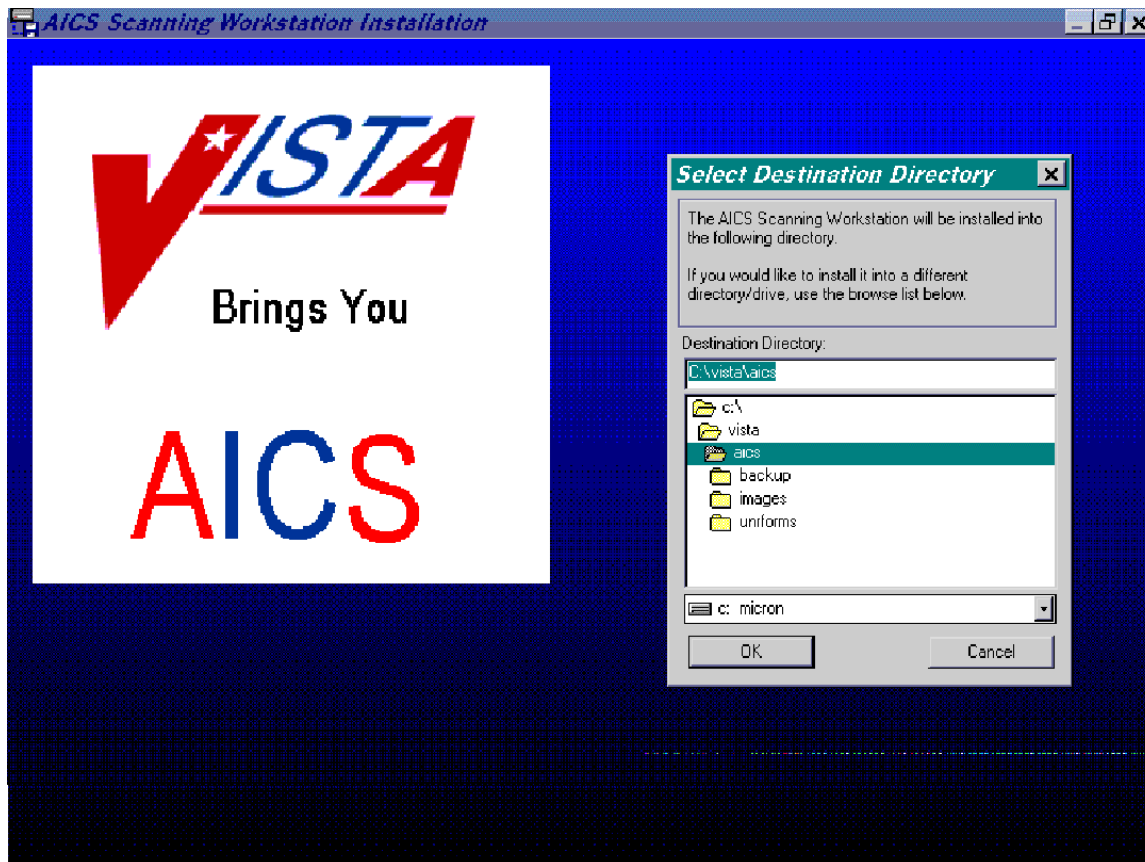 AICS Scanning Workstation Installation
VISTA
Brings You
AICS
Select Destination Directory
The AICS Scanning Workstation will be installed into
the following directory.
If you would like to install it into a different
directory/drive, use the browse list below.
Destination Directory:
C:\vista\aics
c:\
vista
aics
backup
images
uniforms
c: micron
OK
Cancel